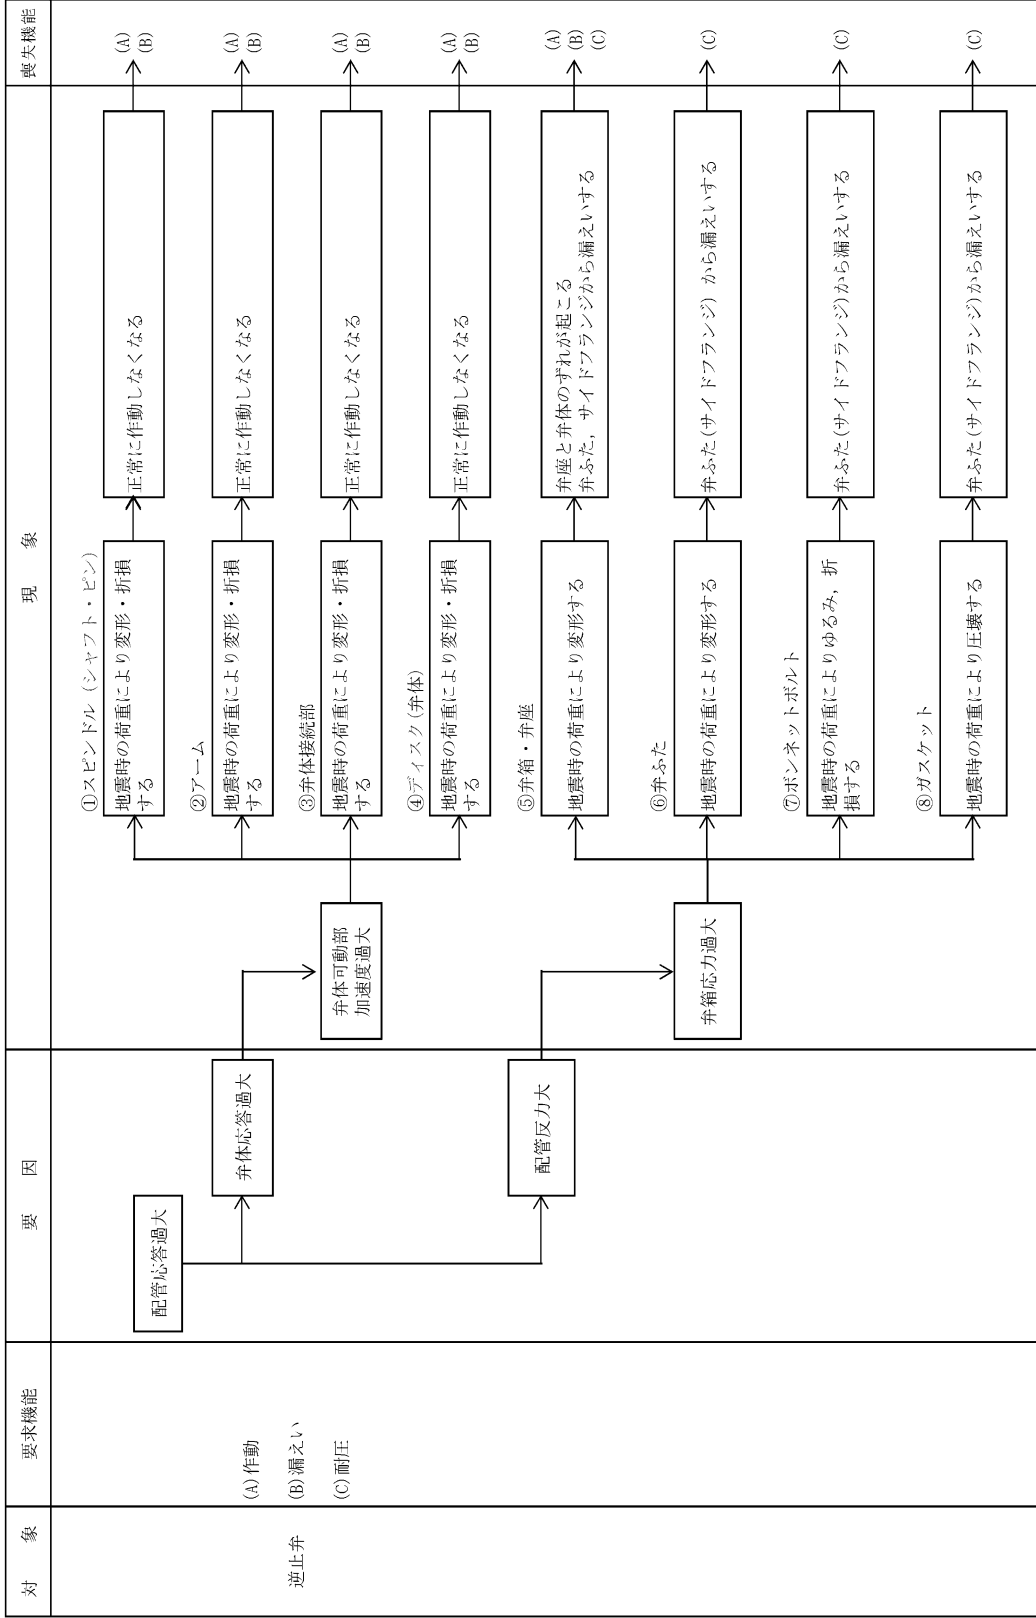 対　象
要求機能
要　因
現　象
喪失機能
逆止弁
(A)作動
(B)漏えい
(C)耐圧
配管応答過大
弁体応答過大
配管反力大
弁体可動部
加速度過大
弁箱応力過大
①スピンドル(シャフト・ピン)
地震時の荷重により変形・折損
する
正常に作動しなくなる
(A)
(B)
②アーム
地震時の荷重により変形・折損
する
正常に作動しなくなる
(A)
(B)
③弁体接続部
地震時の荷重により変形・折損
する
正常に作動しなくなる
(A)
(B)
④ディスク(弁体)
地震時の荷重により変形・折損
する
正常に作動しなくなる
(A)
(B)
⑤弁箱・弁座
地震時の荷重により変形する
弁座と弁体のずれが起こる
弁ふた，サイドフランジから漏えいする
(A)
(B)
(C)
⑥弁ふた
地震時の荷重により変形する
弁ふた(サイドフランジ) から漏えいする
(C)
⑦ボンネットボルト
地震時の荷重によりゆるみ，折
損する
弁ふた(サイドフランジ)から漏えいする
(C)
⑧ガスケット
地震時の荷重により圧壊する
弁ふた(サイドフランジ)から漏えいする
(C)